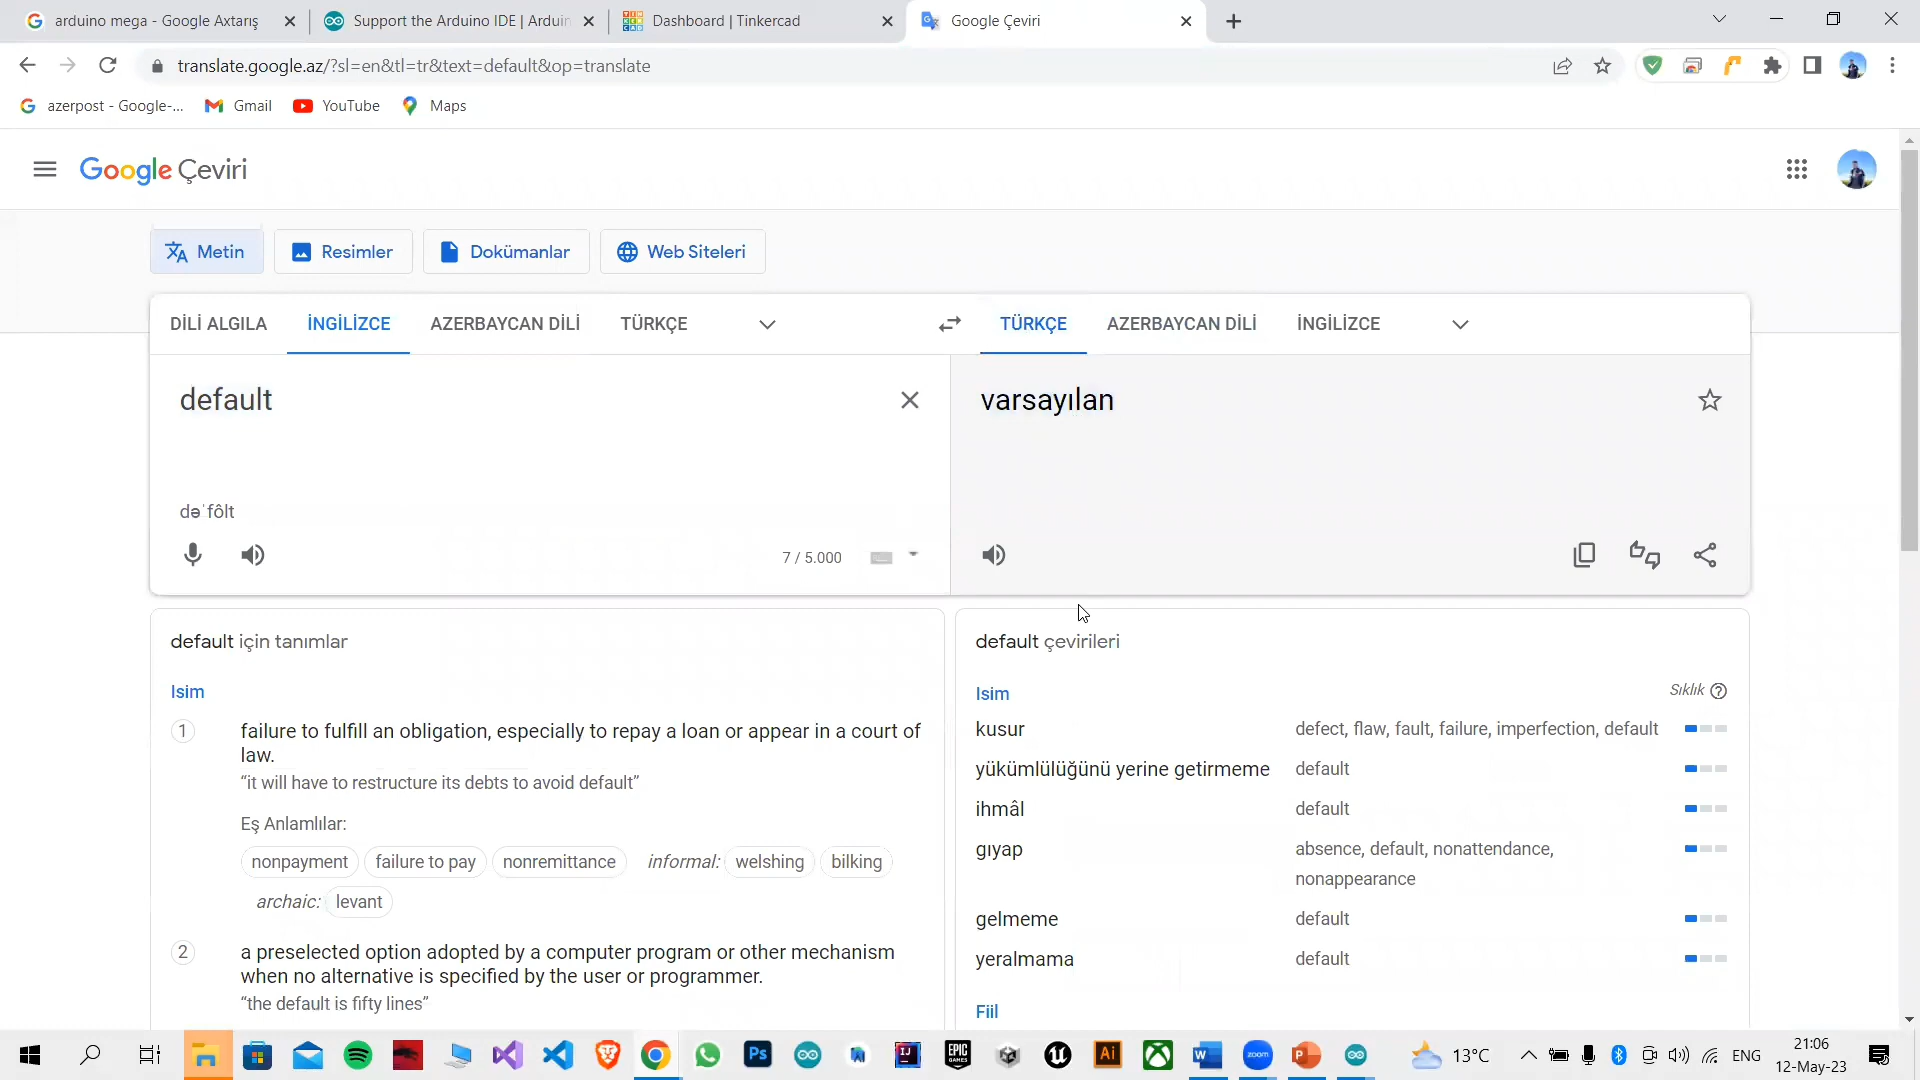 arduino mega - Google Axtarış
Support the Arduino IDE | Arduin
Dashboard | Tinkercad
Google Çeviri
translate.google.az/?sl=en&tl=tr&text=default&op=translate
azerpost - Google-...
Gmail
YouTube
Maps
Google Çeviri
Metin
Resimler
Dokümanlar
Web Siteleri
DİLİ ALGILA
İNGİLİZCE
AZERBAYCAN DİLİ
TÜRKÇE
TÜRKÇE
AZERBAYCAN DİLİ
İNGİLİZCE
default
varsayılan
dəˈfôlt
7 / 5.000
default için tanımlar
Isim
1
failure to fulfill an obligation, especially to repay a loan or appear in a court of
law.
“it will have to restructure its debts to avoid default”
Eş Anlamlılar:
nonpayment failure to pay nonremittance informal: welshing bilking
archaic: levant
2
a preselected option adopted by a computer program or other mechanism
when no alternative is specified by the user or programmer.
“the default is fifty lines”
default çevirileri
Isim
Sıklık
kusur defect, flaw, fault, failure, imperfection, default
yükümlülüğünü yerine getirmeme default
ihmâl default
gıyap absence, default, nonattendance,
nonappearance
gelmeme default
yeralmama default
Fiil
Ps
IJ
EPIC
GAMES
Ai
W
zoom
P
13°C
ENG
21:06
12-May-23